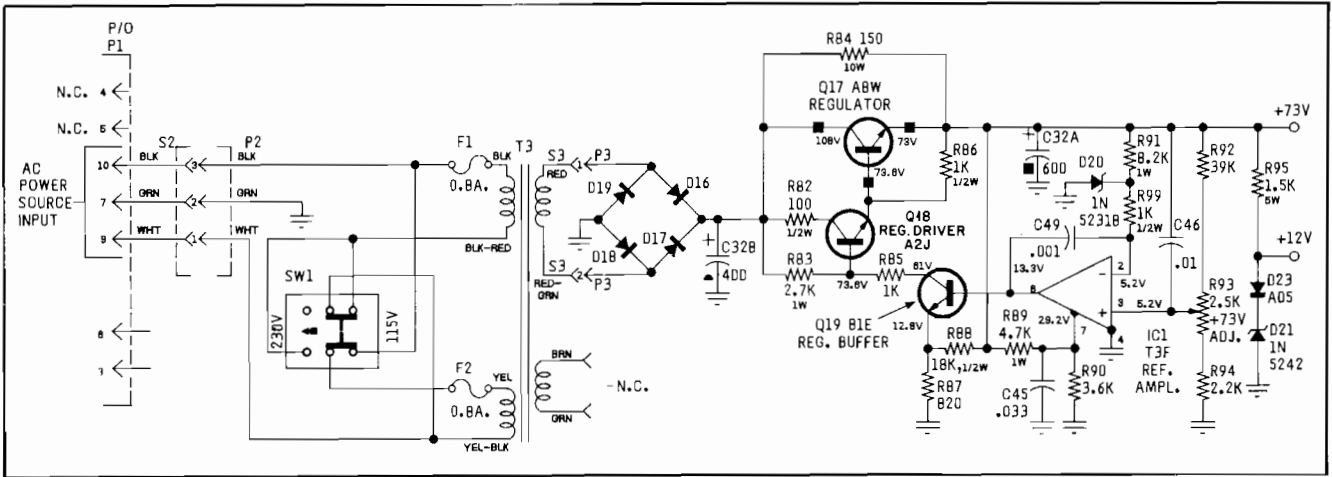 P/O
P1
N.C. 4
N.C. 5
S2
P2
10 BLK 3 BLK
7 GRN 2 GRN
9 WHT 1 WHT
AC
POWER
SOURCE
INPUT
SW1
230V
115V
F1
0.8A.
BLK
BLK-RED
F2
0.8A.
YEL
YEL-BLK
T3
S3
1
P3
RED
S3
2
P3
RED-
GRN
BRN
N.C.
GRN
D19
D16
D18
D17
+
C32B
400
R84 150
10W
Q17 A8W
REGULATOR
108V
73V
73.8V
R86
1K
1/2W
R82
100
1/2W
Q18
REG. DRIVER
A2J
R83
2.7K
1W
73.6V
R85
1K
61V
12.8V
Q19 B1E
REG. BUFFER
R88
18K,1/2W
R87
820
R89
4.7K
1W
C45
.033
R90
3.6K
+
C32A
600
D20
1N
5231B
R91
8.2K
1W
R99
1K
1/2W
C49
.001
13.3V
6
29.2V
7
2
5.2V
3
5.2V
4
-
+
IC1
T3F
REF.
AMPL.
C46
.01
R92
39K
R93
2.5K
+73V
ADJ.
R94
2.2K
R95
1.5K
5W
+73V
+12V
D23
A05
D21
1N
5242